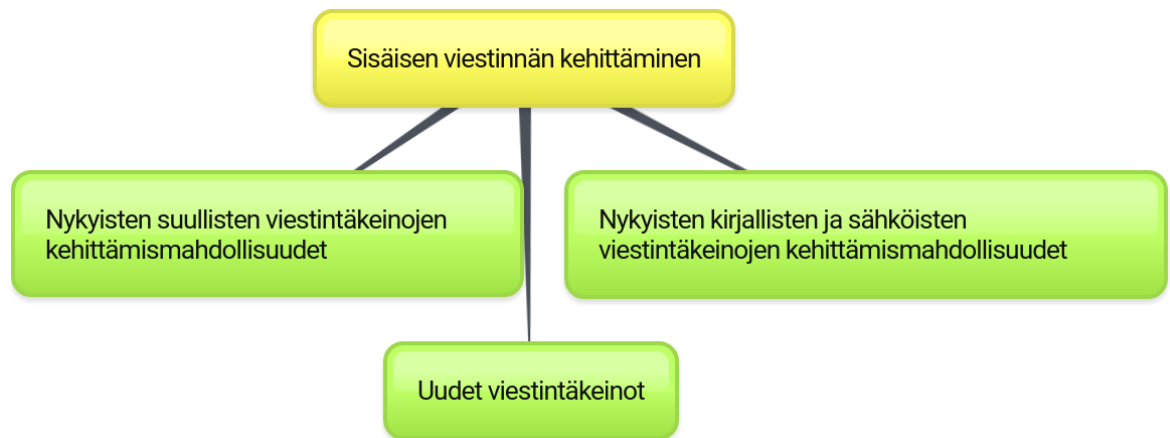 Sisäisen viestinnän kehittäminen
Nykyisten suullisten viestintäkeinojen
kehittämismahdollisuudet
Nykyisten kirjallisten ja sähköisten
viestintäkeinojen kehittämismahdollisuudet
Uudet viestintäkeinot